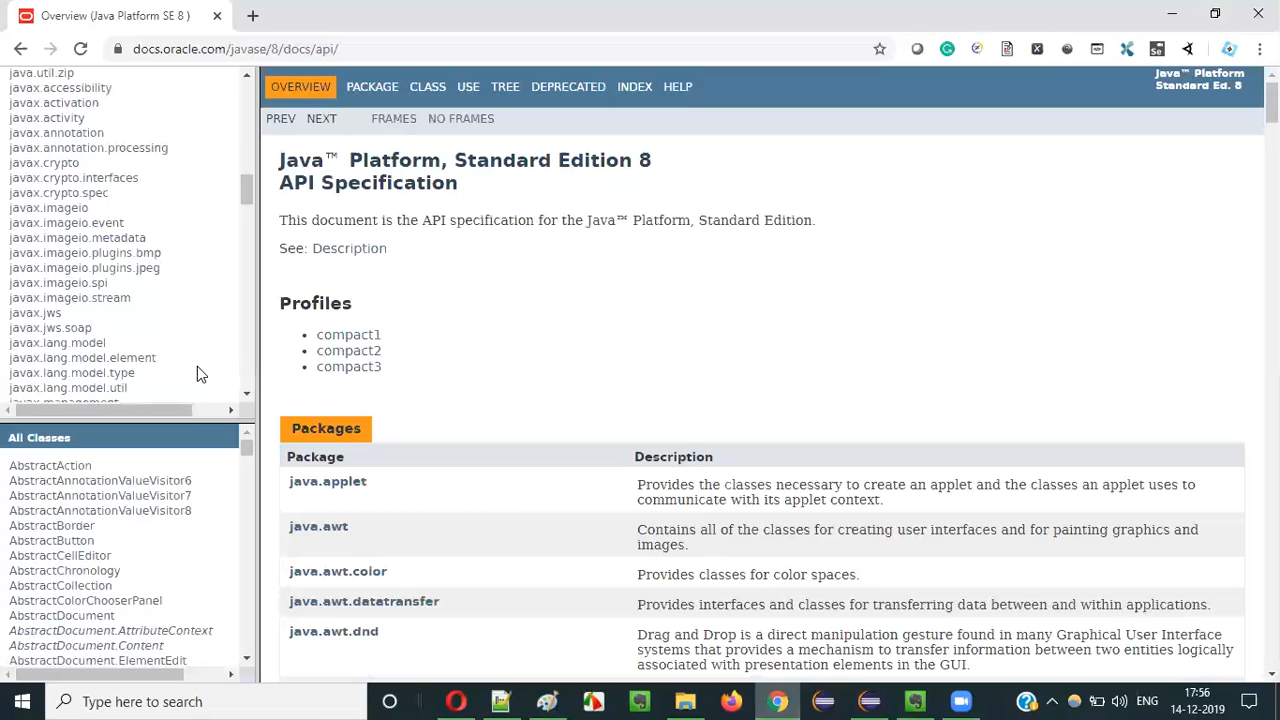 Overview (Java Platform SE 8 )
docs.oracle.com/javase/8/docs/api/
java.util.zip
javax.accessibility
javax.activation
javax.activity
javax.annotation
javax.annotation.processing
javax.crypto
javax.crypto.interfaces
javax.crypto.spec
javax.imageio
javax.imageio.event
javax.imageio.metadata
javax.imageio.plugins.bmp
javax.imageio.plugins.jpeg
javax.imageio.spi
javax.imageio.stream
javax.jws
javax.jws.soap
javax.lang.model
javax.lang.model.element
javax.lang.model.type
javax.lang.model.util
javax.management
All Classes
AbstractAction
AbstractAnnotationValueVisitor6
AbstractAnnotationValueVisitor7
AbstractAnnotationValueVisitor8
AbstractBorder
AbstractButton
AbstractCellEditor
AbstractChronology
AbstractCollection
AbstractColorChooserPanel
AbstractDocument
AbstractDocument.AttributeContext
AbstractDocument.Content
AbstractDocument.ElementEdit
OVERVIEW PACKAGE CLASS USE TREE DEPRECATED INDEX HELP
Java™ Platform
Standard Ed. 8
PREV NEXT FRAMES NO FRAMES
Java™ Platform, Standard Edition 8
API Specification
This document is the API specification for the Java™ Platform, Standard Edition.
See: Description
Profiles
• compact1
• compact2
• compact3
Packages
Package Description
java.applet Provides the classes necessary to create an applet and the classes an applet uses to
communicate with its applet context.
java.awt Contains all of the classes for creating user interfaces and for painting graphics and
images.
java.awt.color Provides classes for color spaces.
java.awt.datatransfer Provides interfaces and classes for transferring data between and within applications.
java.awt.dnd Drag and Drop is a direct manipulation gesture found in many Graphical User Interface
systems that provides a mechanism to transfer information between two entities logically
associated with presentation elements in the GUI.
Type here to search
ENG
17:56
14-12-2019